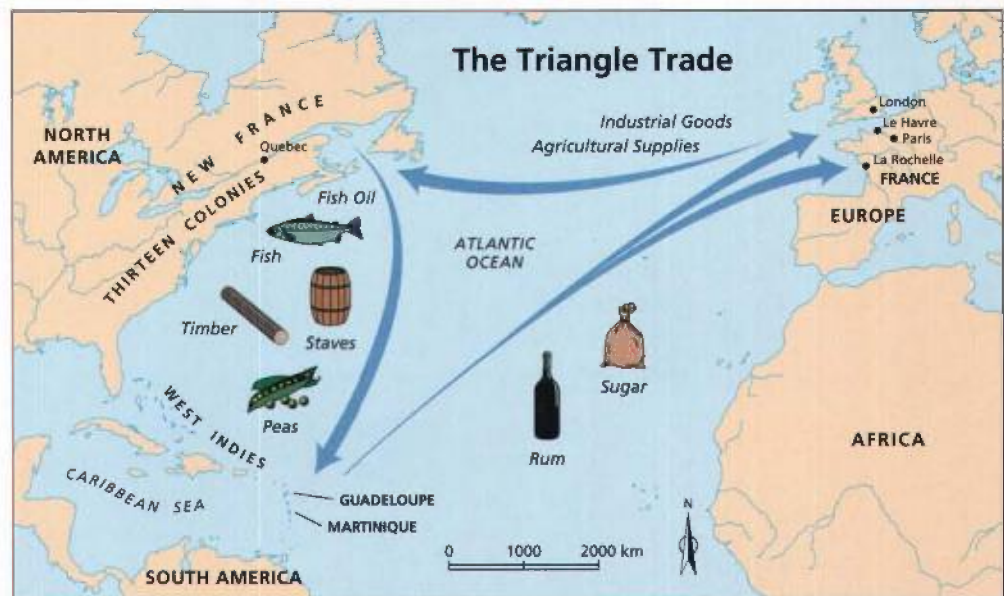 The Triangle Trade
London
Le Havre
Paris
La Rochelle
FRANCE
EUROPE
Industrial Goods
Agricultural Supplies
NORTH
AMERICA
NEW FRANCE
Quebec
THIRTEEN COLONIES
Fish Oil
Fish
Timber
Staves
Peas
ATLANTIC
OCEAN
Sugar
Rum
AFRICA
WEST INDIES
CARIBBEAN SEA
GUADELOUPE
MARTINIQUE
SOUTH AMERICA
0 1000 2000 km
N